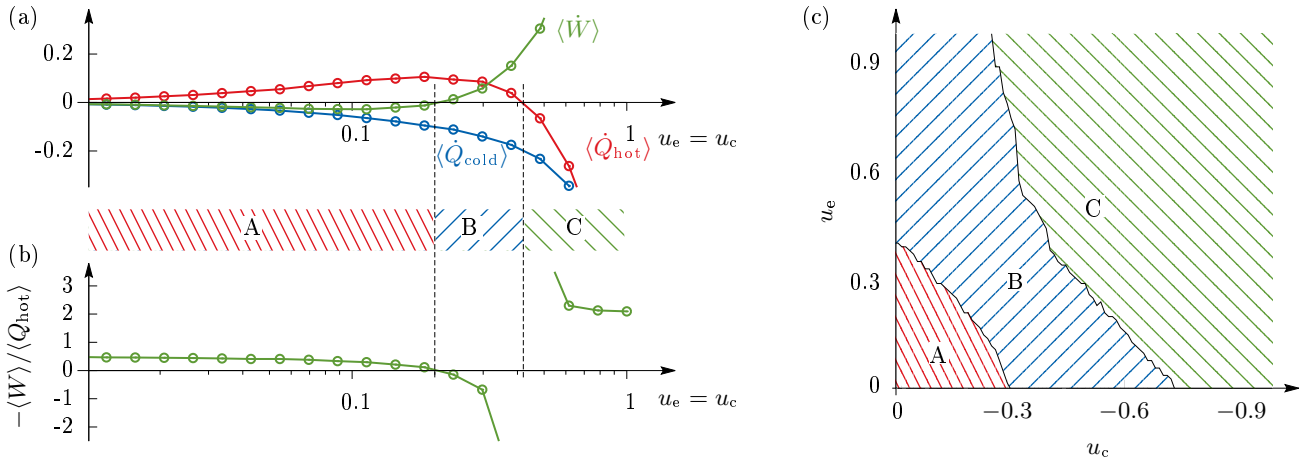 (a)
0.2
0
-0.2
0.1
1
u_e = u_c
⟨Ẇ⟩
⟨Q̇_cold⟩
⟨Q̇_hot⟩
A
B
C
(b)
−⟨Ẇ⟩/⟨Q̇_hot⟩
3
2
1
0
-1
-2
0.1
1
u_e = u_c
(c)
u_e
0.9
0.6
0.3
0
A
B
C
0
−0.3
−0.6
−0.9
u_c